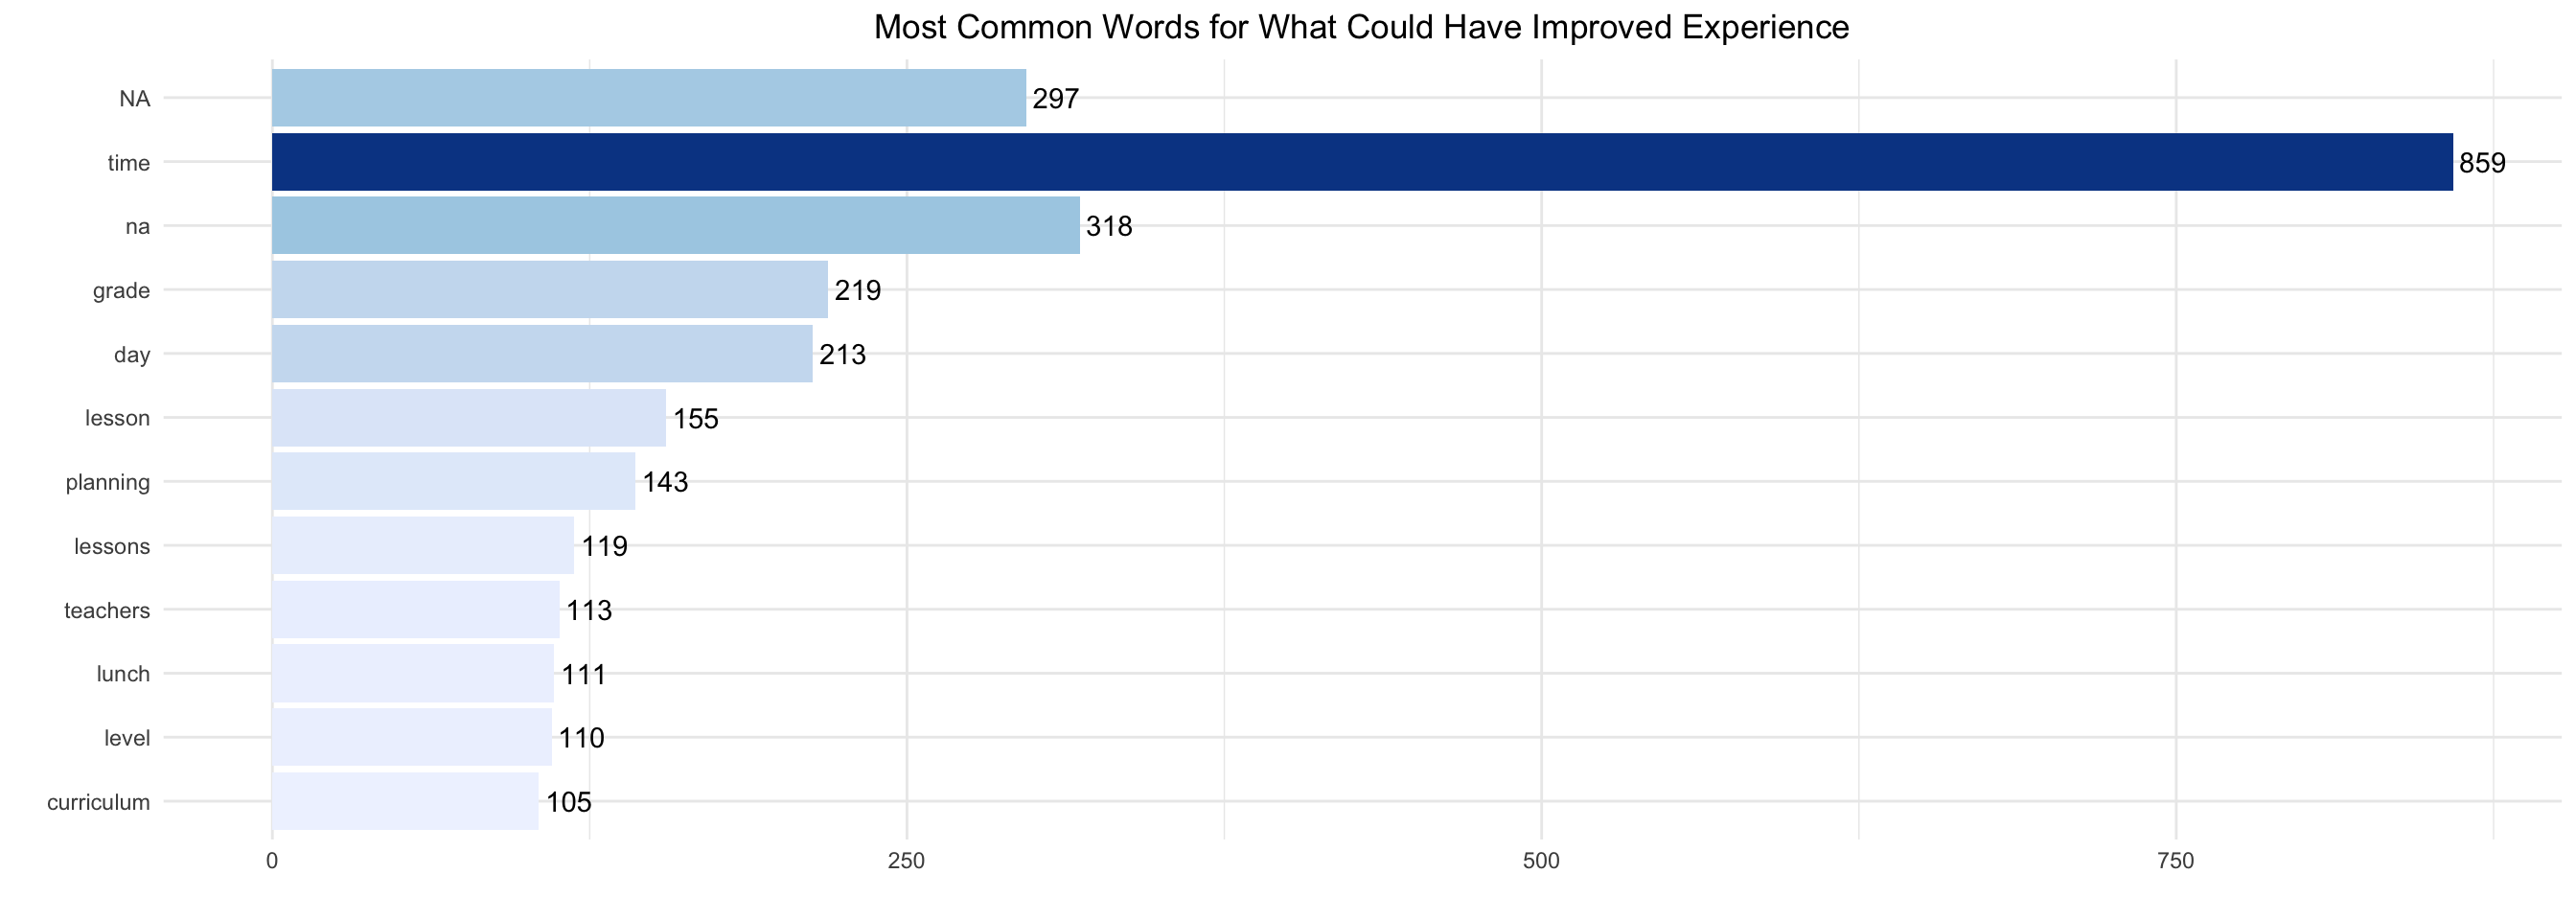 Most Common Words for What Could Have Improved Experience
NA 297
time 859
na 318
grade 219
day 213
lesson 155
planning 143
lessons 119
teachers 113
lunch 111
level 110
curriculum 105
0 250 500 750